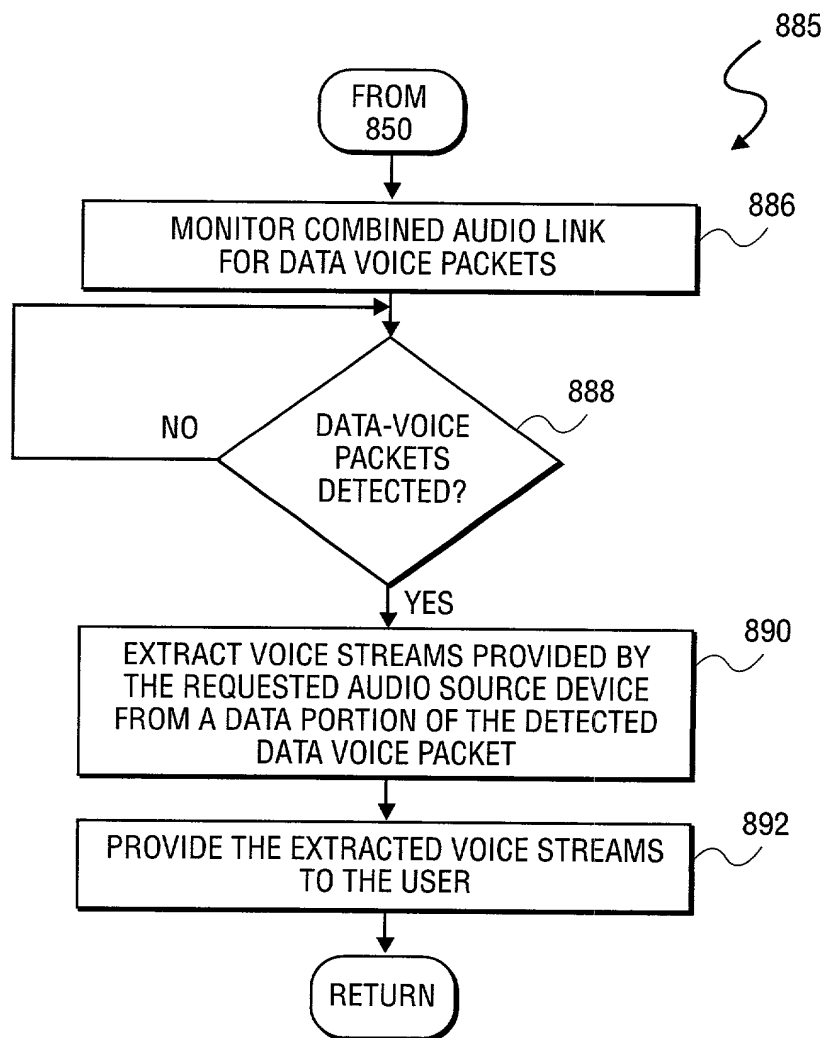 885
FROM
850
886
MONITOR COMBINED AUDIO LINK
FOR DATA VOICE PACKETS
888
NO
DATA-VOICE
PACKETS
DETECTED?
YES
890
EXTRACT VOICE STREAMS PROVIDED BY
THE REQUESTED AUDIO SOURCE DEVICE
FROM A DATA PORTION OF THE DETECTED
DATA VOICE PACKET
892
PROVIDE THE EXTRACTED VOICE STREAMS
TO THE USER
RETURN